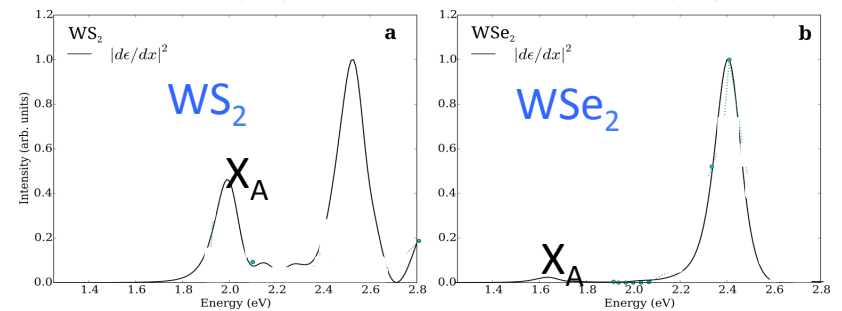 1.2
1.0
0.8
0.6
0.4
0.2
0.0
Intensity (arb. units)
WS₂
|dϵ/dx|²
a
WS₂
X_A
1.4 1.6 1.8 2.0 2.2 2.4 2.6 2.8
Energy (eV)
1.2
1.0
0.8
0.6
0.4
0.2
0.0
WSe₂
|dϵ/dx|²
b
WSe₂
X_A
1.4 1.6 1.8 2.0 2.2 2.4 2.6 2.8
Energy (eV)